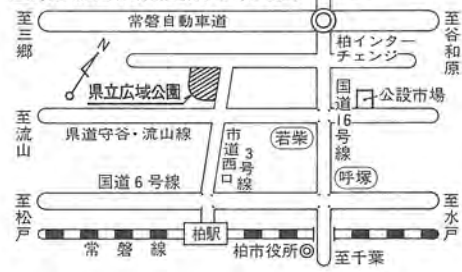 至三郷
常磐自動車道
至谷和原
N
柏インター
チェンジ
県立広域公園
国道16号線
公設市場
至流山
県道守谷・流山線
市道西口3号線
若柴
国道6号線
呼塚
至松戸
至水戸
常磐線
柏駅
柏市役所
至千葉